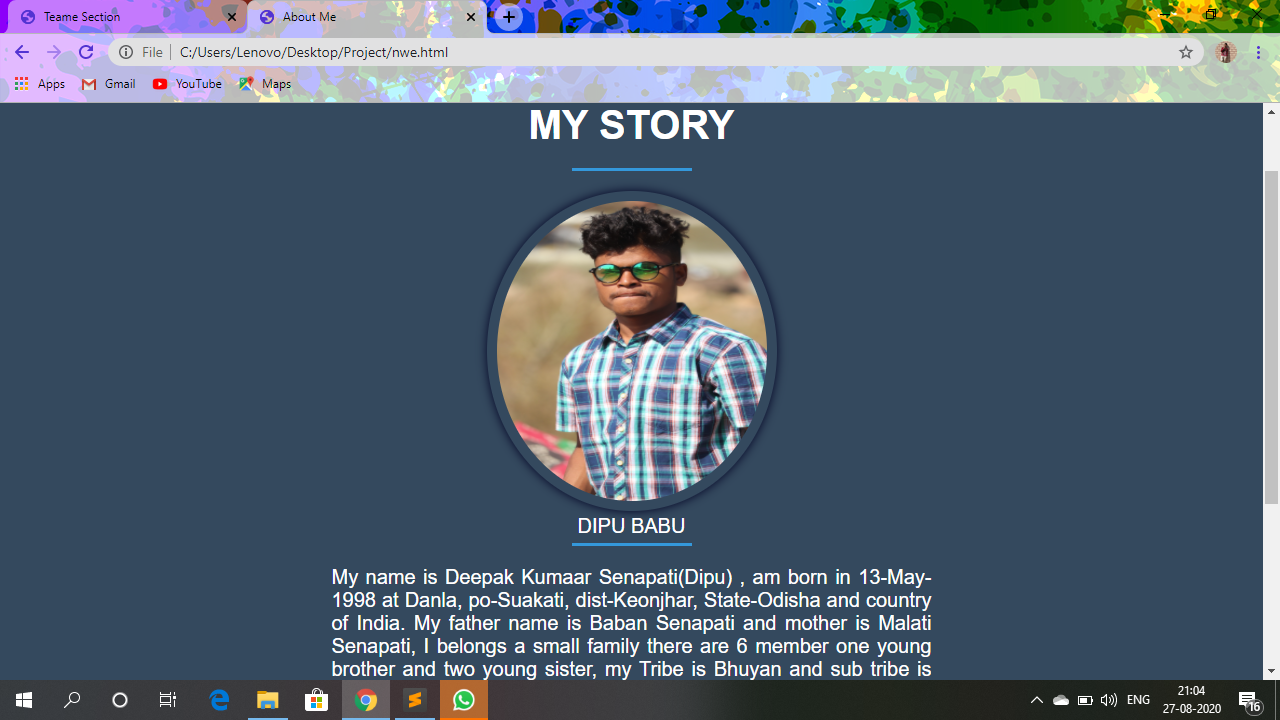 Teame Section
About Me
File
C:/Users/Lenovo/Desktop/Project/nwe.html
Apps
Gmail
YouTube
Maps
MY STORY
DIPU BABU
My name is Deepak Kumaar Senapati(Dipu) , am born in 13-May-
1998 at Danla, po-Suakati, dist-Keonjhar, State-Odisha and country
of India. My father name is Baban Senapati and mother is Malati
Senapati, I belongs a small family there are 6 member one young
brother and two young sister, my Tribe is Bhuyan and sub tribe is
ENG
21:04
27-08-2020
16